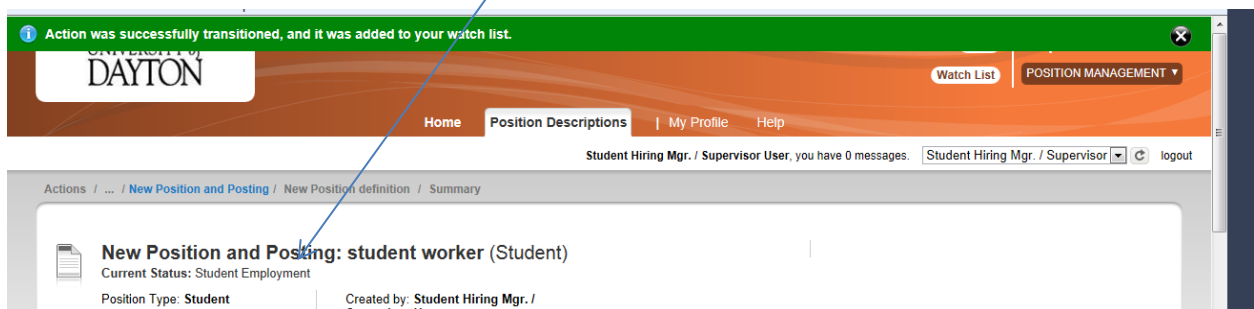 Action was successfully transitioned, and it was added to your watch list.
UNIVERSITY of
DAYTON
Watch List
POSITION MANAGEMENT
Home Position Descriptions | My Profile Help
Student Hiring Mgr. / Supervisor User, you have 0 messages. Student Hiring Mgr. / Supervisor logout
Actions / ... / New Position and Posting / New Position definition / Summary
New Position and Posting: student worker (Student)
Current Status: Student Employment
Position Type: Student Created by: Student Hiring Mgr. /